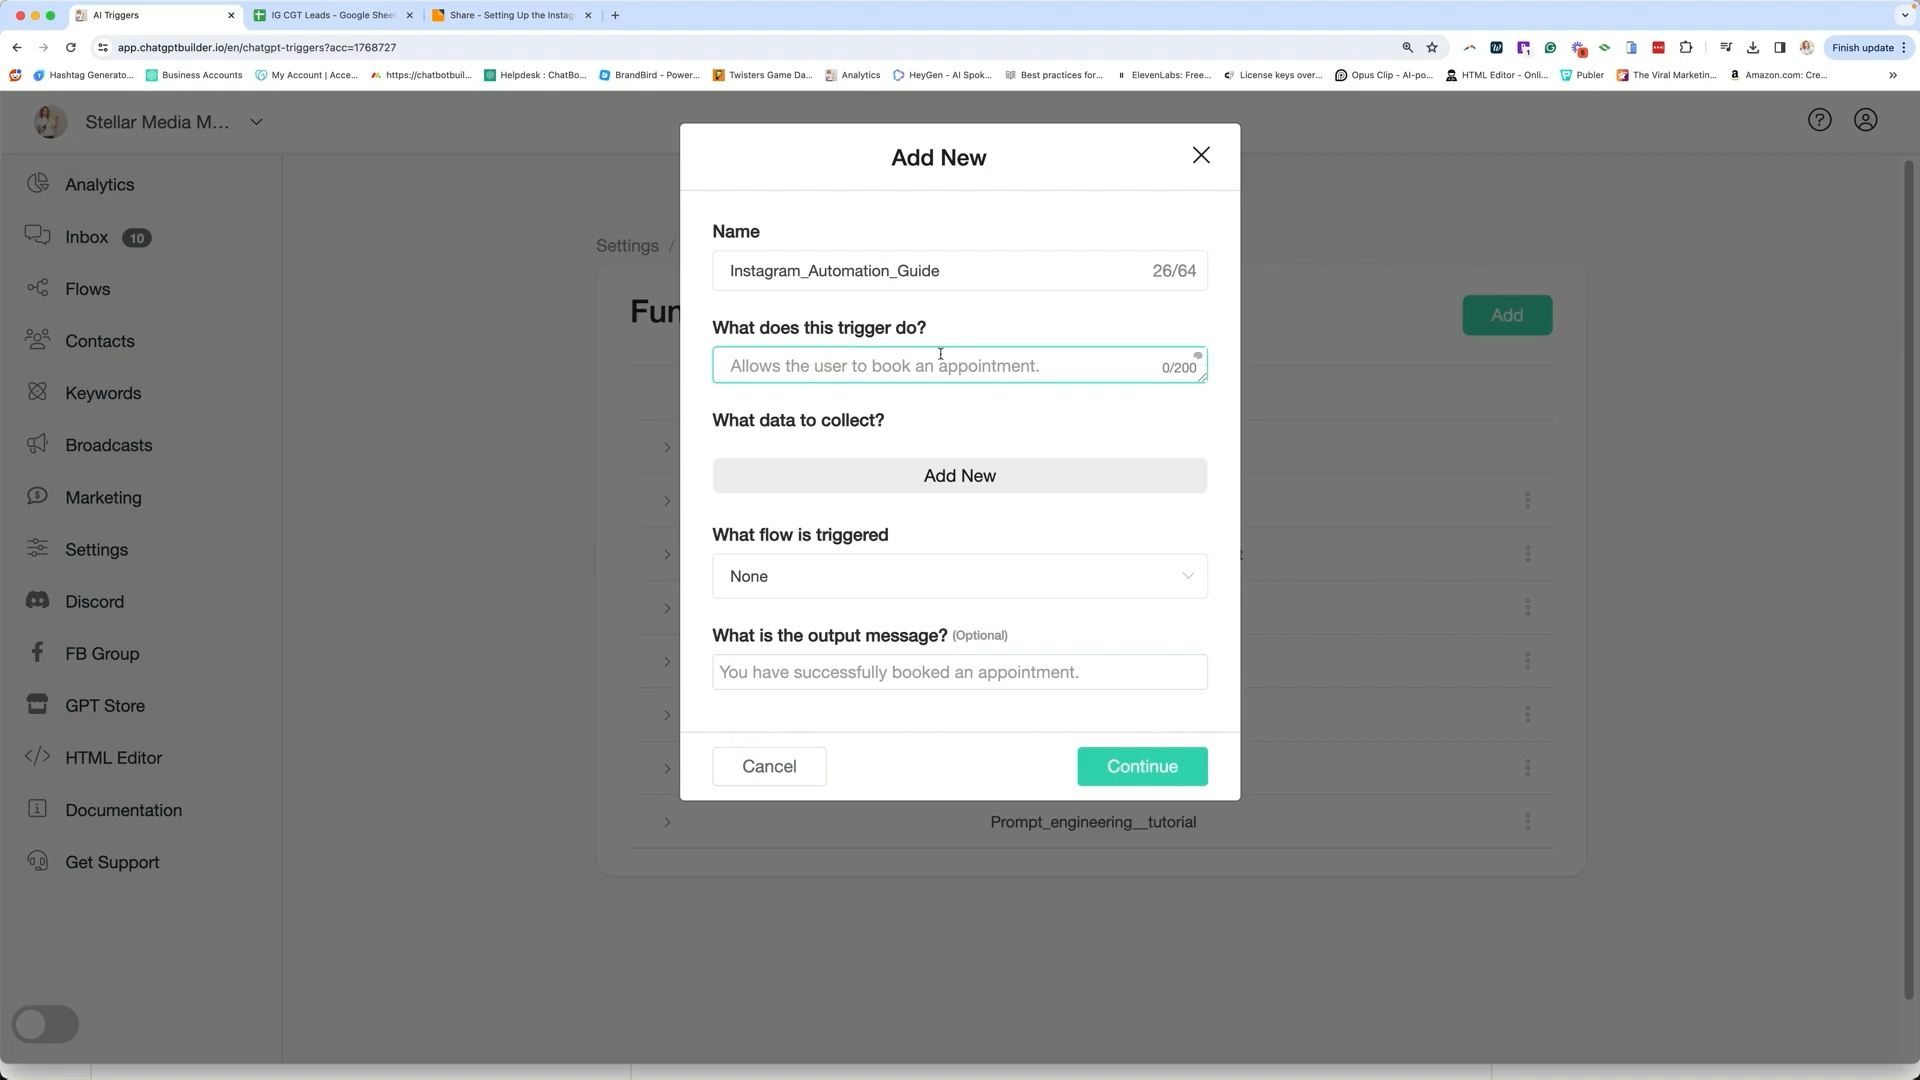 AI Triggers
IG CGT Leads - Google Sheet
Share - Setting Up the Instag
app.chatgptbuilder.io/en/chatgpt-triggers?acc=1768727
Finish update
Hashtag Generato...
Business Accounts
My Account | Acce...
https://chatbotbuil...
Helpdesk : ChatBo...
BrandBird - Power...
Twisters Game Da...
Analytics
HeyGen - AI Spok...
Best practices for...
ElevenLabs: Free...
License keys over...
Opus Clip - AI-po...
HTML Editor - Onli...
Publer
The Viral Marketin...
Amazon.com: Cre...
Stellar Media M...
Analytics
Inbox 10
Flows
Contacts
Keywords
Broadcasts
Marketing
Settings
Discord
FB Group
GPT Store
HTML Editor
Documentation
Get Support
Settings /
Fun
Add
Add New
Name
Instagram_Automation_Guide 26/64
What does this trigger do?
Allows the user to book an appointment. 0/200
What data to collect?
Add New
What flow is triggered
None
What is the output message? (Optional)
You have successfully booked an appointment.
Cancel
Continue
Prompt_engineering__tutorial